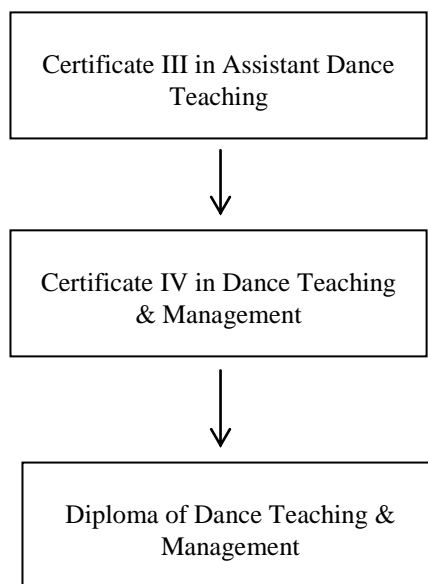 Certificate III in Assistant Dance
Teaching
Certificate IV in Dance Teaching
& Management
Diploma of Dance Teaching &
Management